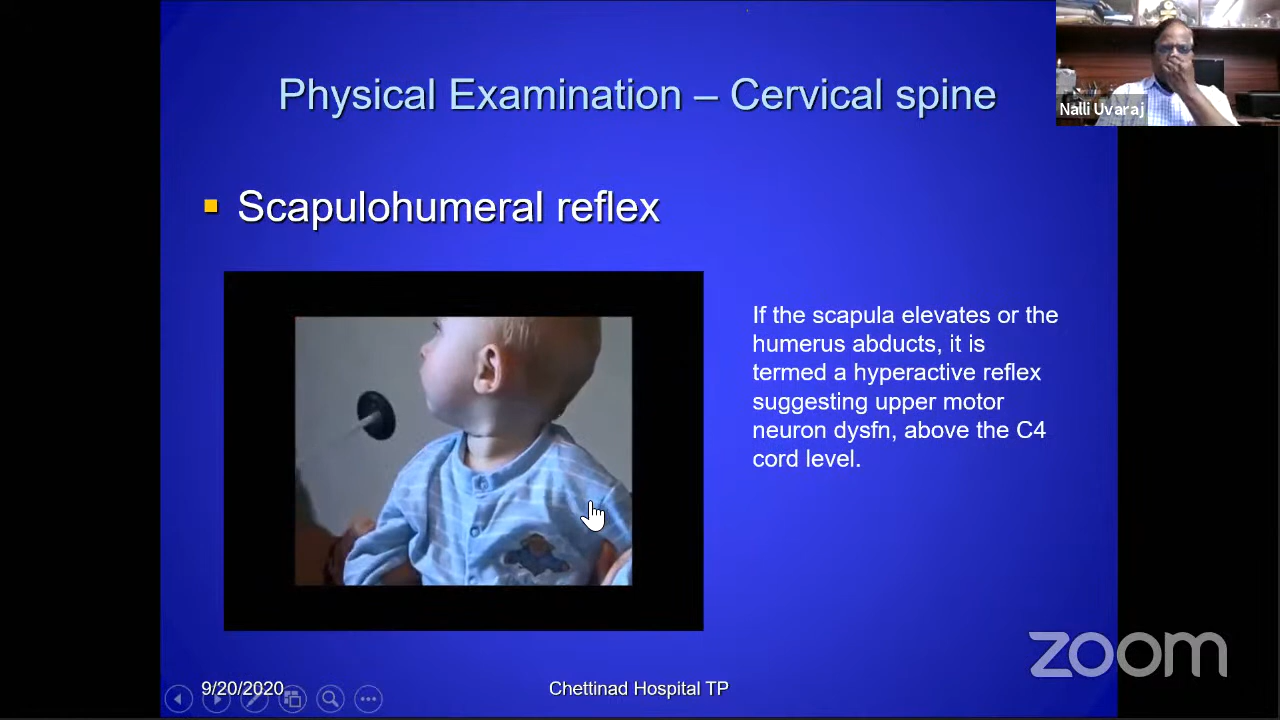 Physical Examination – Cervical spine
Nalli Uvaraj
Scapulohumeral reflex
If the scapula elevates or the
humerus abducts, it is
termed a hyperactive reflex
suggesting upper motor
neuron dysfn, above the C4
cord level.
zoom
9/20/2020
Chettinad Hospital TP